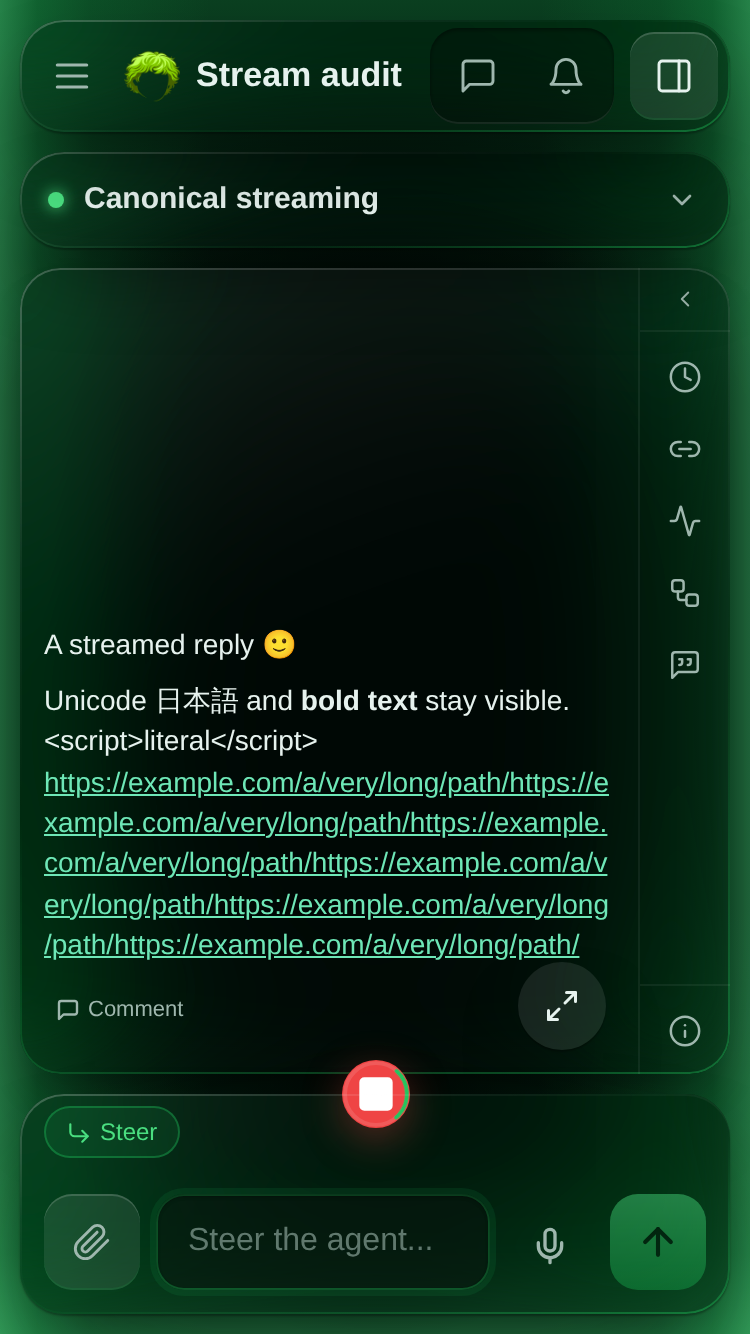 Stream audit
Canonical streaming
A streamed reply 🙂
Unicode 日本語 and bold text stay visible.
<script>literal</script>
https://example.com/a/very/long/path/https://e
xample.com/a/very/long/path/https://example.
com/a/very/long/path/https://example.com/a/v
ery/long/path/https://example.com/a/very/long
/path/https://example.com/a/very/long/path/
Comment
Steer
Steer the agent...